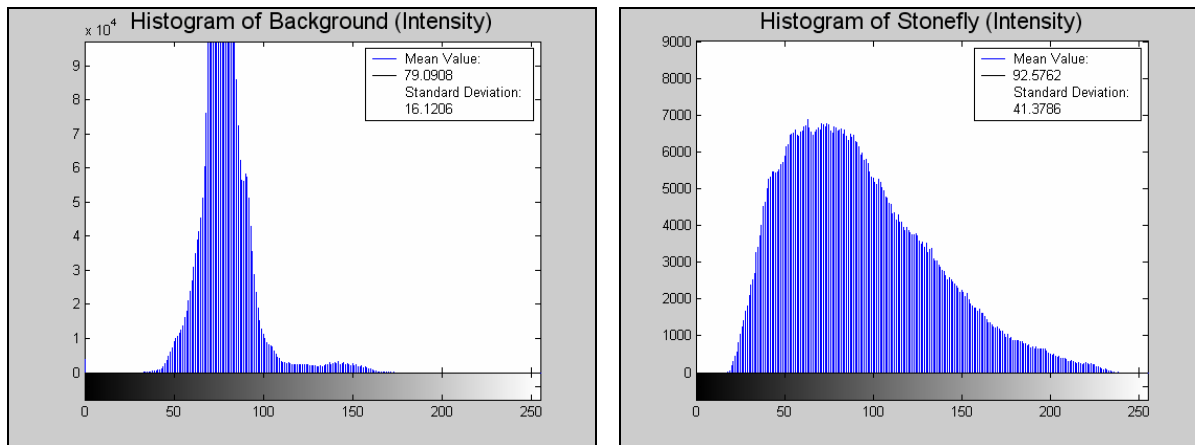 Histogram of Background (Intensity)
x 10⁴
Mean Value:
79.0908
Standard Deviation:
16.1206
9
8
7
6
5
4
3
2
1
0
0 50 100 150 200 250
Histogram of Stonefly (Intensity)
Mean Value:
92.5762
Standard Deviation:
41.3786
9000
8000
7000
6000
5000
4000
3000
2000
1000
0
0 50 100 150 200 250